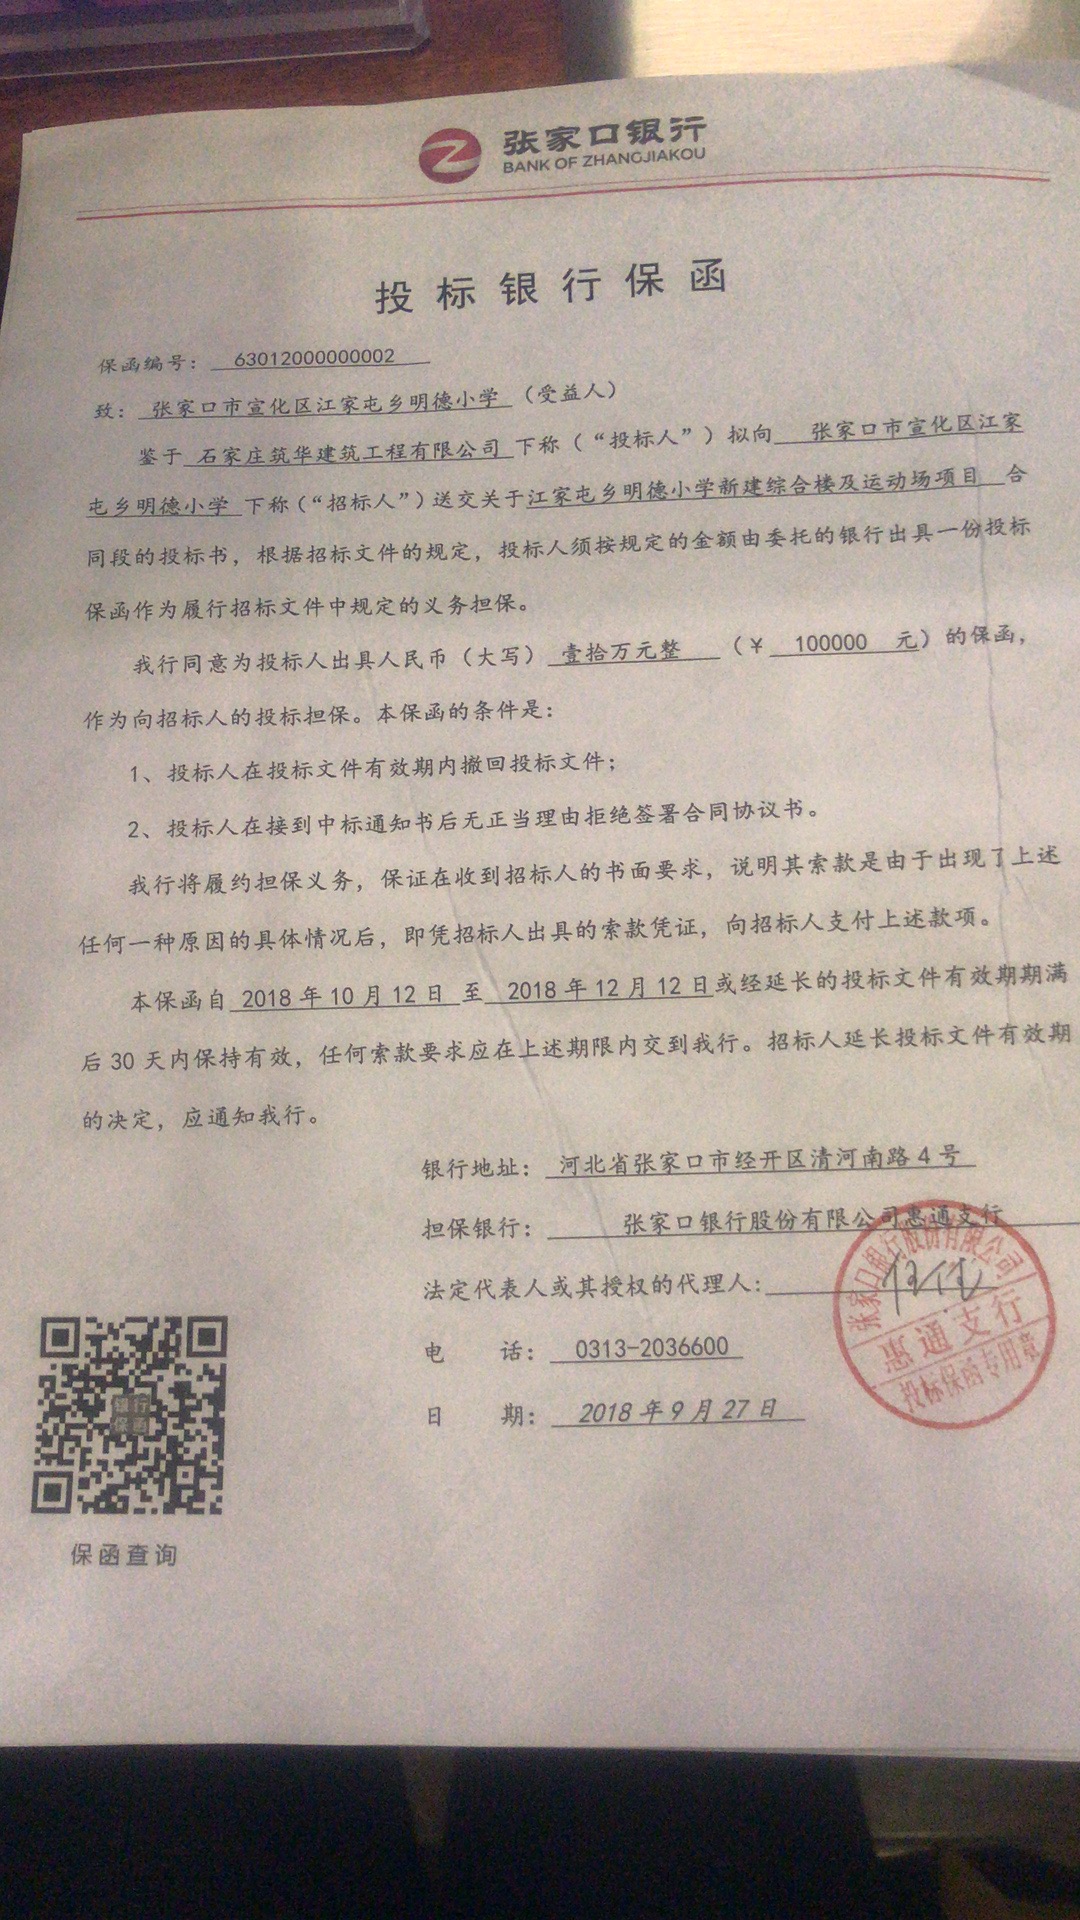 张家口银行
BANK OF ZHANGJIAKOU
投标银行保函
保函编号： 63012000000002
致： 张家口市宣化区江家屯乡明德小学 （受益人）
鉴于 石家庄筑华建筑工程有限公司 下称（“投标人”）拟向 张家口市宣化区江家
屯乡明德小学 下称（“招标人”）送交关于江家屯乡明德小学新建综合楼及运动场项目 合
同段的投标书，根据招标文件的规定，投标人须按规定的金额由委托的银行出具一份投标
保函作为履行招标文件中规定的义务担保。
我行同意为投标人出具人民币（大写） 壹拾万元整 （¥ 100000 元）的保函，
作为向招标人的投标担保。本保函的条件是：
1、投标人在投标文件有效期内撤回投标文件；
2、投标人在接到中标通知书后无正当理由拒绝签署合同协议书。
我行将履约担保义务，保证在收到招标人的书面要求，说明其索款是由于出现了上述
任何一种原因的具体情况后，即凭招标人出具的索款凭证，向招标人支付上述款项。
本保函自 2018 年 10 月 12 日 至 2018 年 12 月 12 日或经延长的投标文件有效期期满
后 30 天内保持有效，任何索款要求应在上述期限内交到我行。招标人延长投标文件有效期
的决定，应通知我行。
银行地址： 河北省张家口市经开区清河南路 4 号
担保银行： 张家口银行股份有限公司惠通支行
法定代表人或其授权的代理人：
电 话： 0313-2036600
日 期： 2018 年 9 月 27 日
张家口银行股份有限公司
惠通支行
投标保函专用章
银行
保函
保函查询